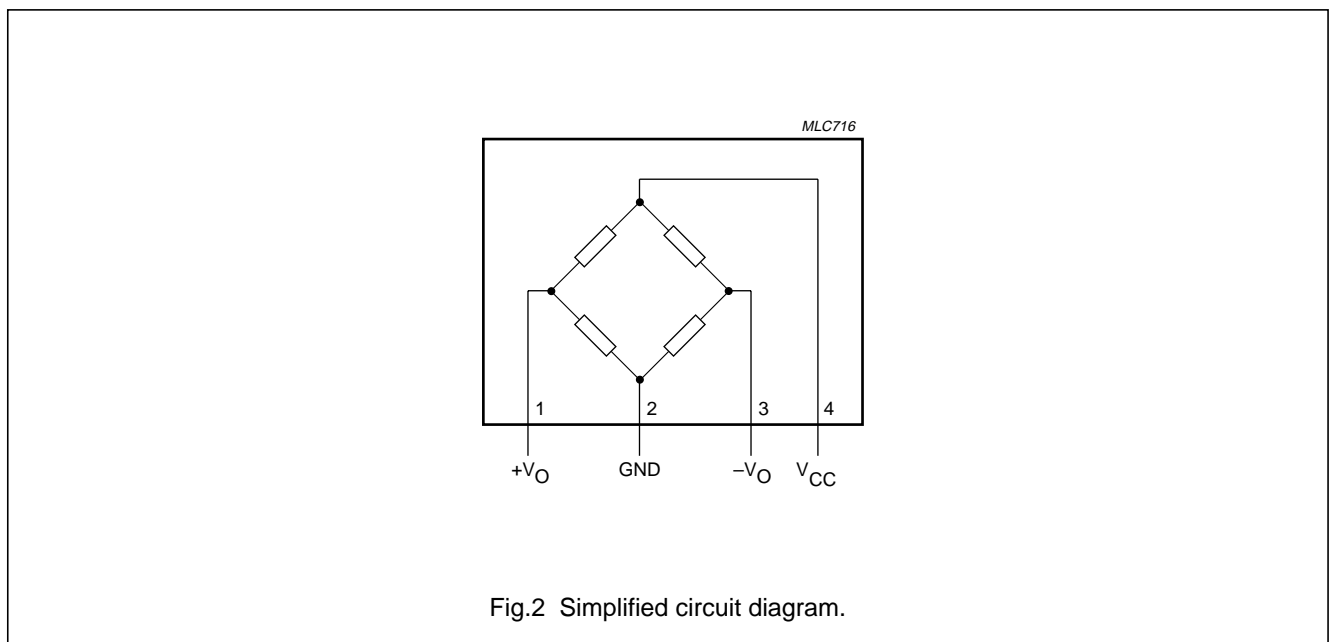 MLC716
1 2 3 4
+VO GND –VO VCC
Fig.2 Simplified circuit diagram.